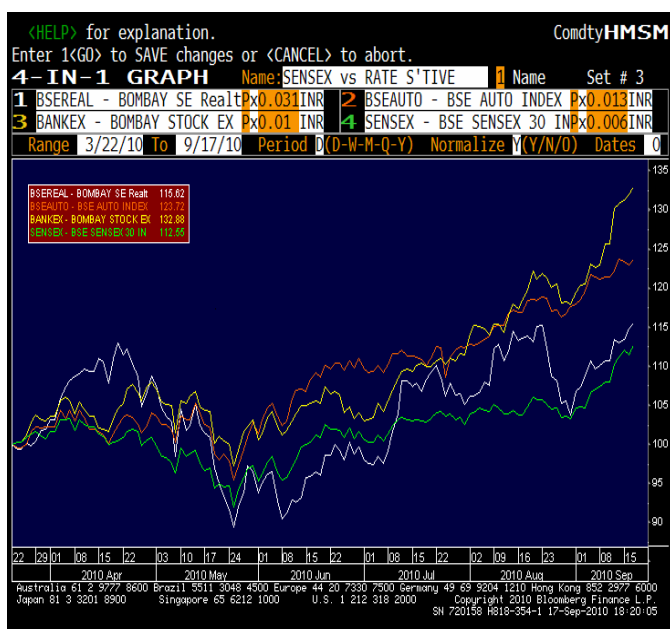 <HELP> for explanation. ComdtyHMSM
Enter 1<GO> to SAVE changes or <CANCEL> to abort.
4-IN-1 GRAPH Name: SENSEX vs RATE S'TIVE 1 Name Set # 3
1 BSEREAL - BOMBAY SE Realt Px 0.031 INR 2 BSEAUTO - BSE AUTO INDEX Px 0.013 INR
3 BANKEX - BOMBAY STOCK EX Px 0.01 INR 4 SENSEX - BSE SENSEX 30 IN Px 0.006 INR
Range 3/22/10 To 9/17/10 Period D (D-W-M-Q-Y) Normalize Y (Y/N/O) Dates 0
BSEREAL - BOMBAY SE Realt 115.62
BSEAUTO - BSE AUTO INDEX 123.72
BANKEX - BOMBAY STOCK EX 132.88
SENSEX - BSE SENSEX 30 IN 112.55
135
130
125
120
115
110
105
100
95
90
22 29 01 08 15 22 03 10 17 24 01 08 15 22 01 08 15 22 02 09 16 23 01 08 15
2010 Apr 2010 May 2010 Jun 2010 Jul 2010 Aug 2010 Sep
Australia 61 2 9777 8600 Brazil 5511 3048 4500 Europe 44 20 7330 7500 Germany 49 69 9204 1210 Hong Kong 852 2977 6000
Japan 81 3 3201 8900 Singapore 65 6212 1000 U.S. 1 212 318 2000 Copyright 2010 Bloomberg Finance L.P.
SN 720158 H818-354-1 17-Sep-2010 18:20:05